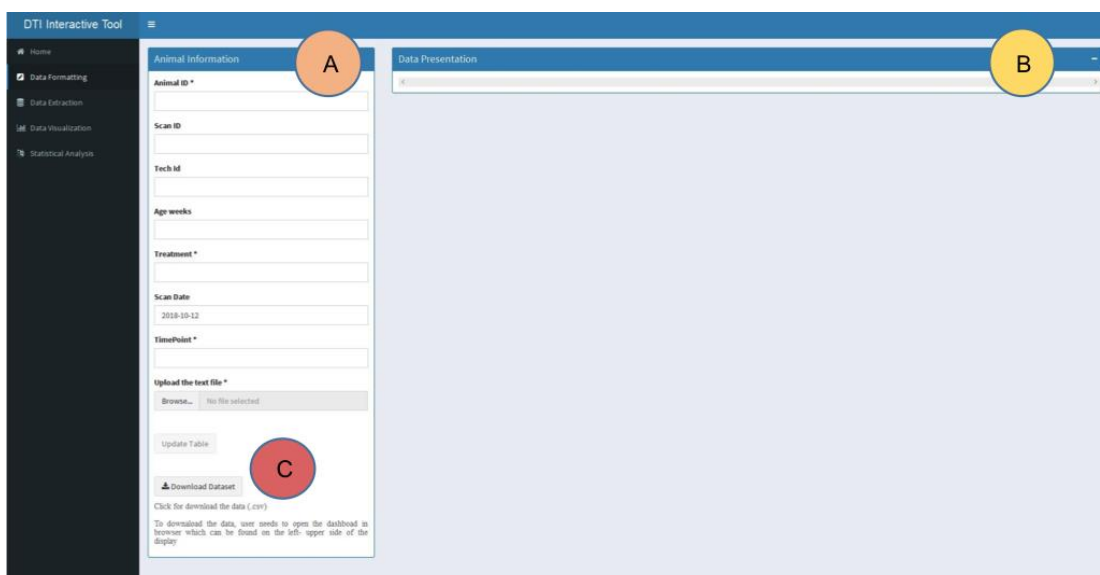 DTI Interactive Tool
Home
Data Formatting
Data Extraction
Data Visualization
Statistical Analysis
Animal Information
A
Animal ID *
Scan ID
Tech Id
Age weeks
Treatment *
Scan Date
2018-10-12
TimePoint *
Upload the text file *
Browse... No file selected
Update Table
C
Download Dataset
Click for download the data (.csv)
To downalaod the data, user needs to open the dashboad in
browser which can be found on the left- upper side of the
display
Data Presentation
B